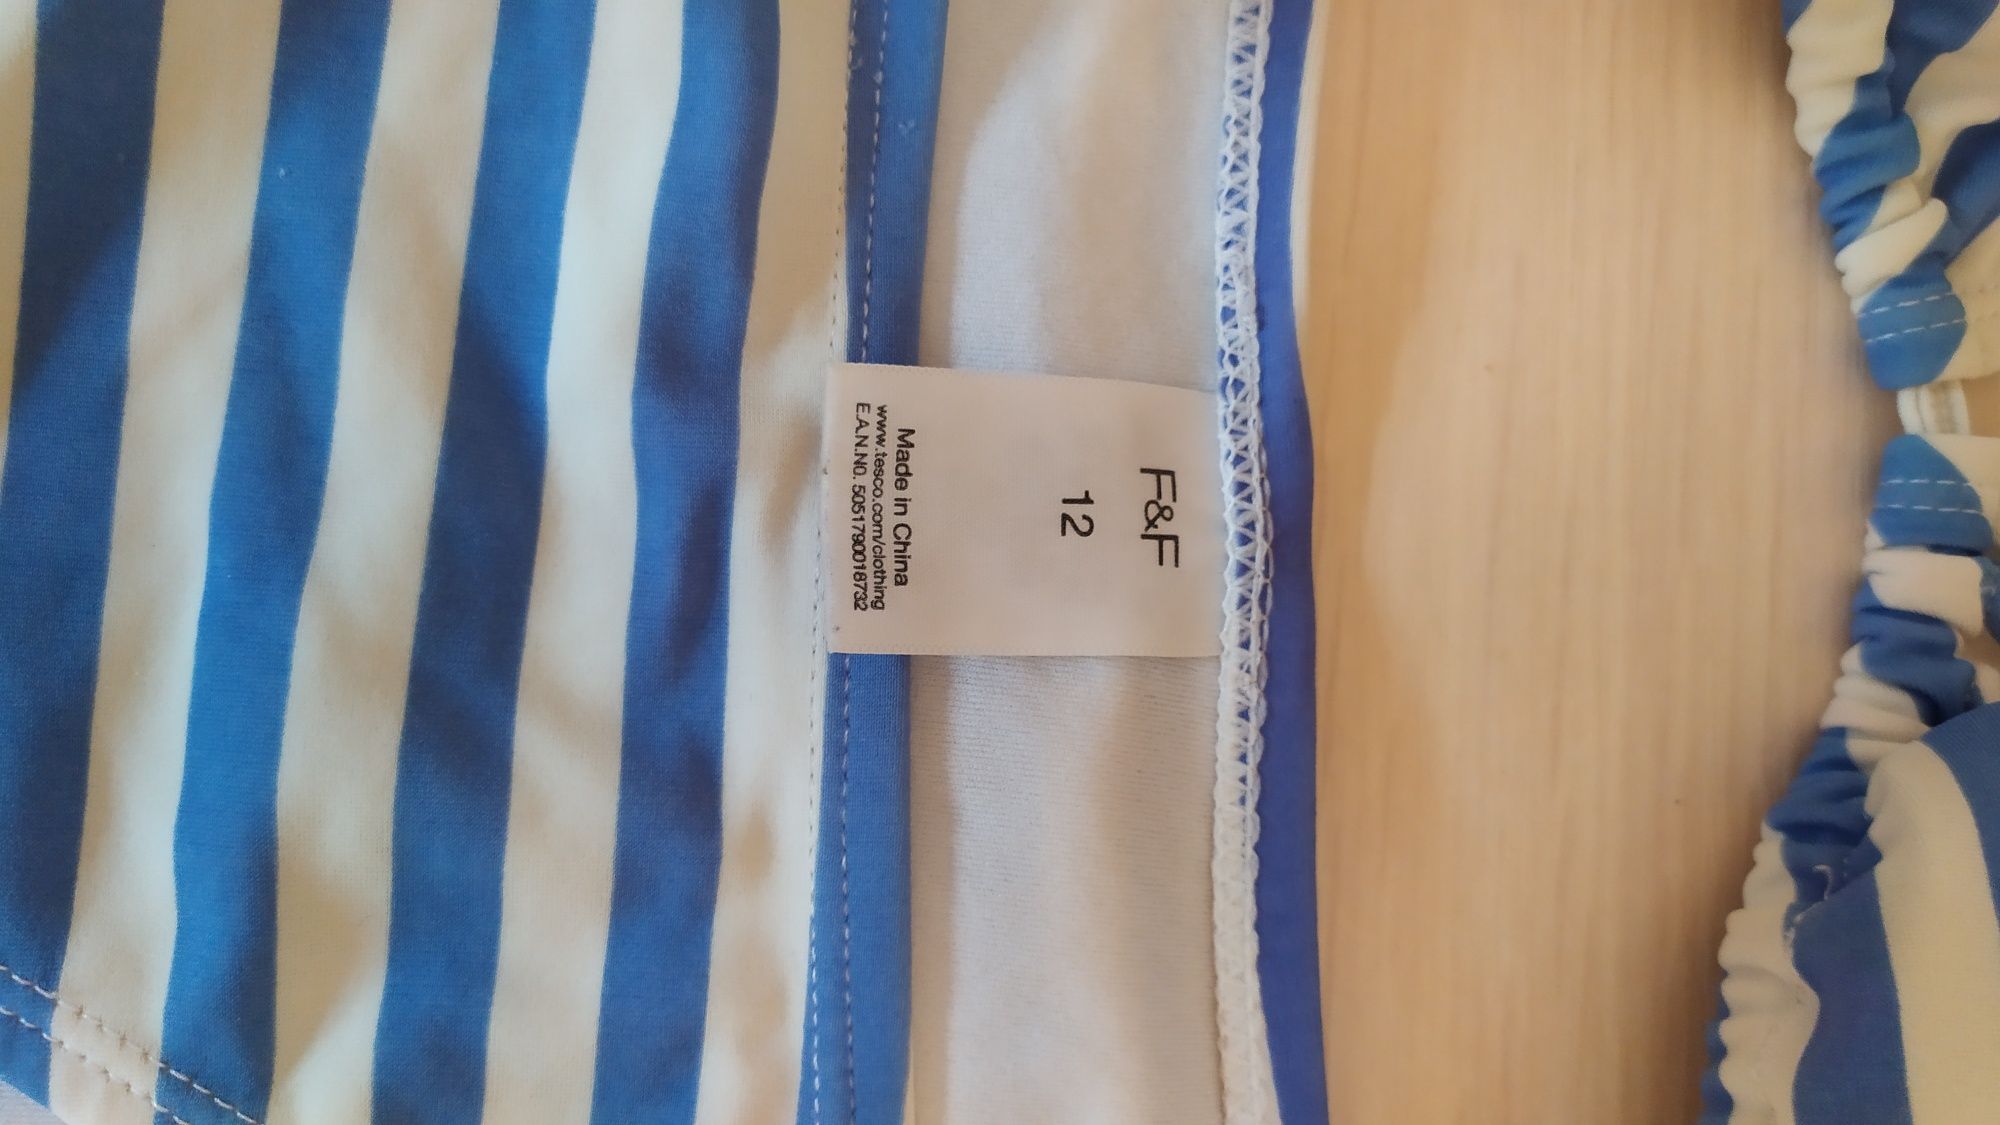 F&F
12
Made in China
www.tesco.com/clothing
E.A.N.NO. 5051790018732